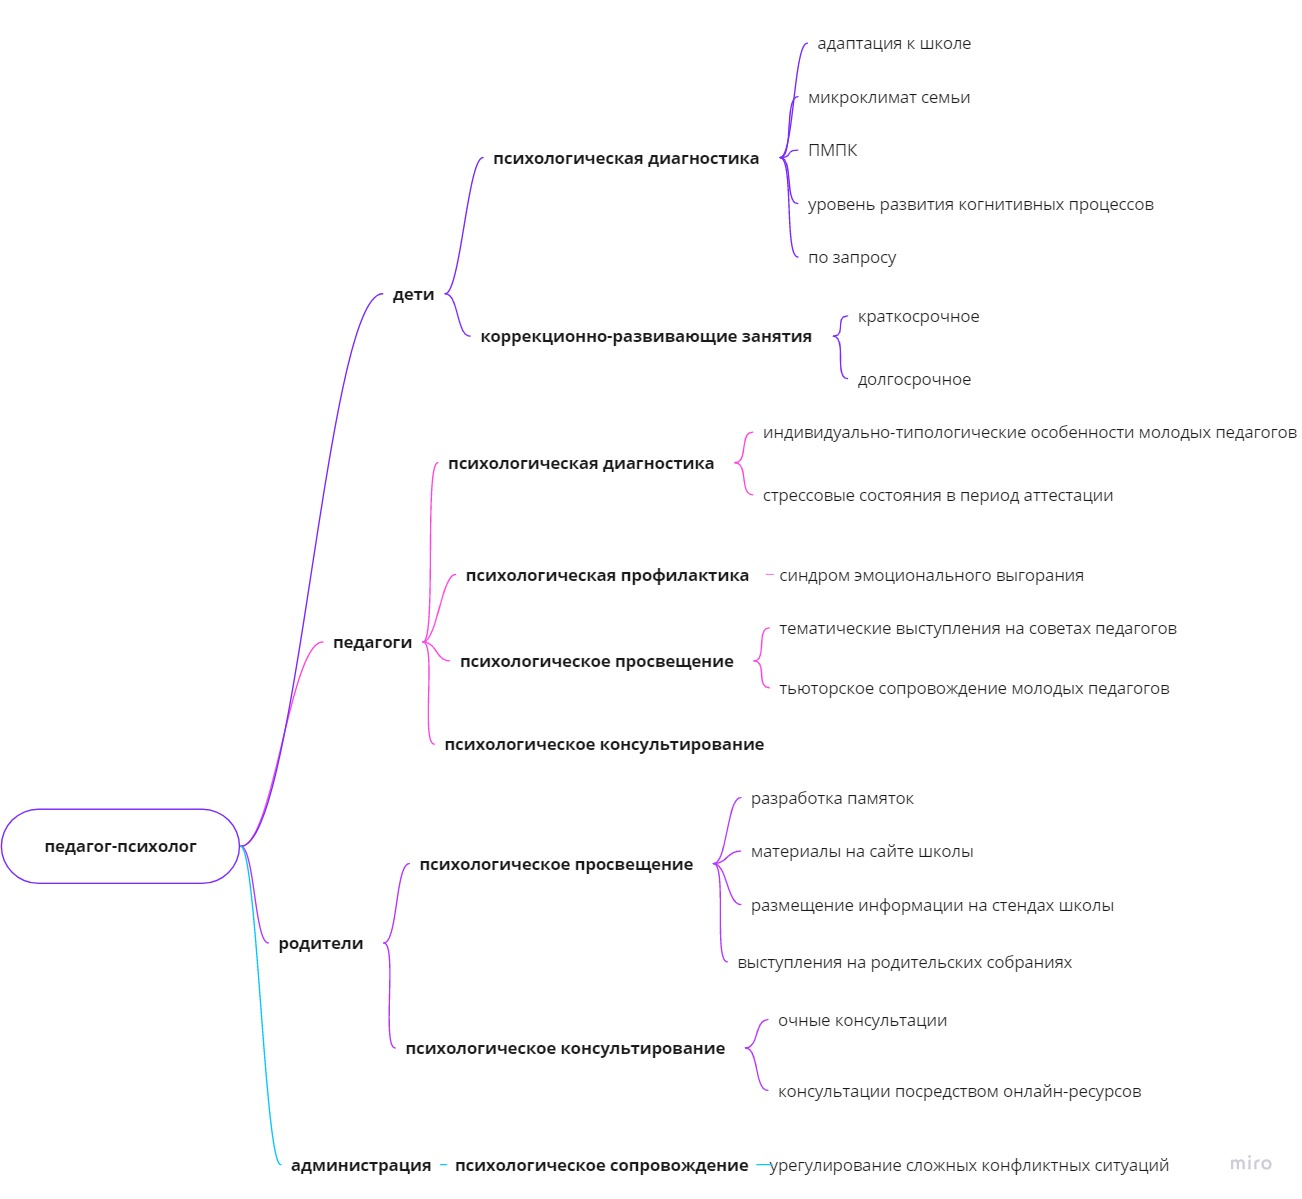 адаптация к школе
микроклимат семьи
психологическая диагностика
ПМПК
уровень развития когнитивных процессов
по запросу
дети
коррекционно-развивающие занятия
краткосрочное
долгосрочное
индивидуально-типологические особенности молодых педагогов
психологическая диагностика
стрессовые состояния в период аттестации
психологическая профилактика
синдром эмоционального выгорания
педагоги
тематические выступления на советах педагогов
психологическое просвещение
тьюторское сопровождение молодых педагогов
психологическое консультирование
педагог-психолог
разработка памяток
материалы на сайте школы
психологическое просвещение
размещение информации на стендах школы
выступления на родительских собраниях
родители
очные консультации
психологическое консультирование
консультации посредством онлайн-ресурсов
администрация
психологическое сопровождение
урегулирование сложных конфликтных ситуаций
miro